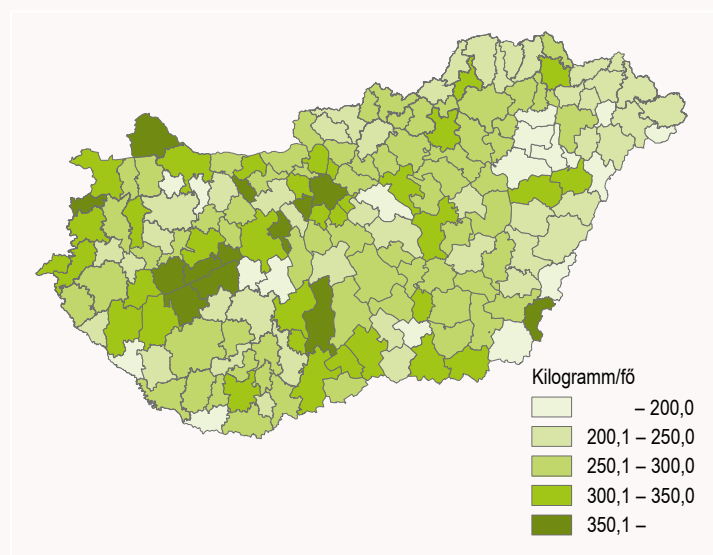 Kilogramm/fő
– 200,0
200,1 – 250,0
250,1 – 300,0
300,1 – 350,0
350,1 –